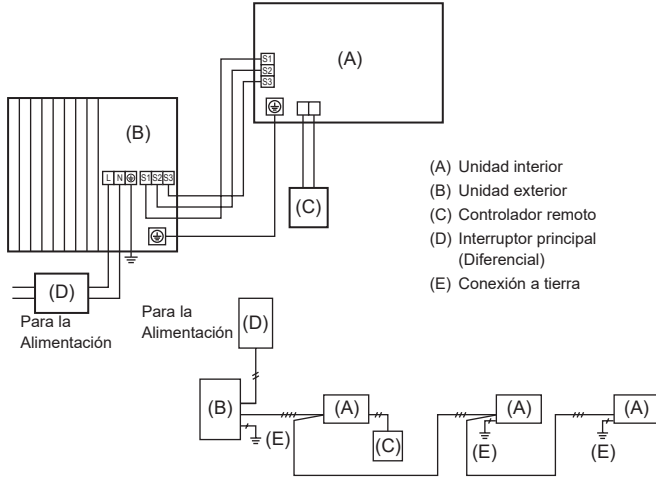 S1
S2
S3
(A)
(B)
L N S1 S2 S3
(C)
(D)
Para la
Alimentación
(A) Unidad interior
(B) Unidad exterior
(C) Controlador remoto
(D) Interruptor principal
(Diferencial)
(E) Conexión a tierra
Para la
Alimentación
(D)
(B)
(E)
(A)
(C)
(A)
(E)
(A)
(E)